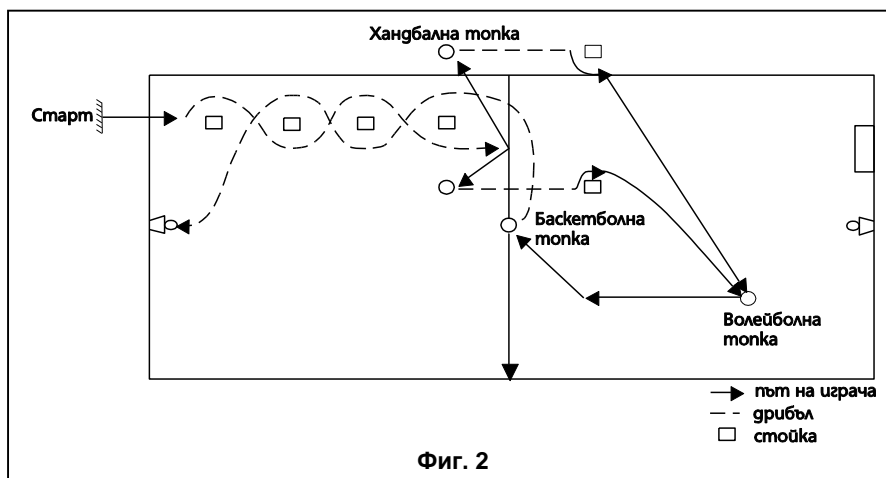 Хандбална топка
Старт
Баскетболна
топка
Волейболна
топка
път на играча
дрибъл
стойка
Фиг. 2